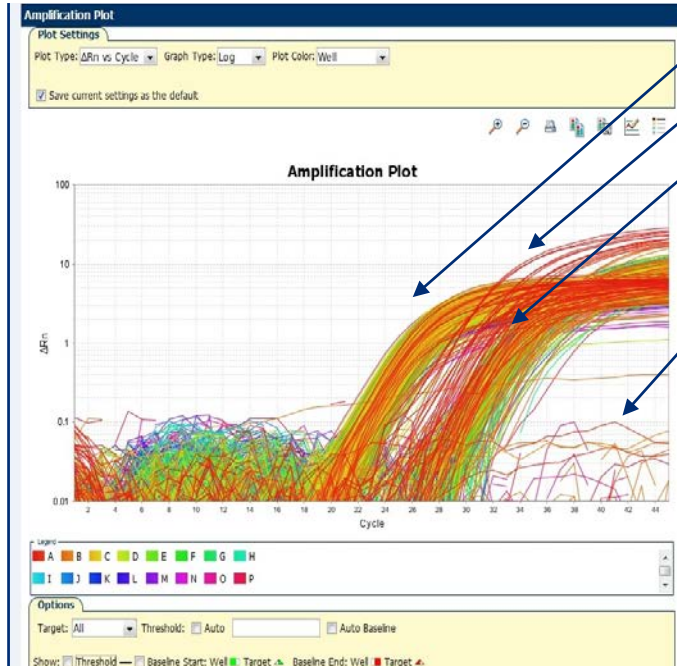 Amplification Plot
Plot Settings
Plot Type: ΔRn vs Cycle Graph Type: Log Plot Color: Well
Save current settings as the default
Amplification Plot
100
10
1
0.1
0.01
ΔRn
2 4 6 8 10 12 14 16 18 20 22 24 26 28 30 32 34 36 38 40 42 44
Cycle
Legend
A B C D E F G H
I J K L M N O P
Options
Target: All Threshold: Auto Auto Baseline
Show: Threshold — Baseline Start: Well Target Baseline End: Well Target